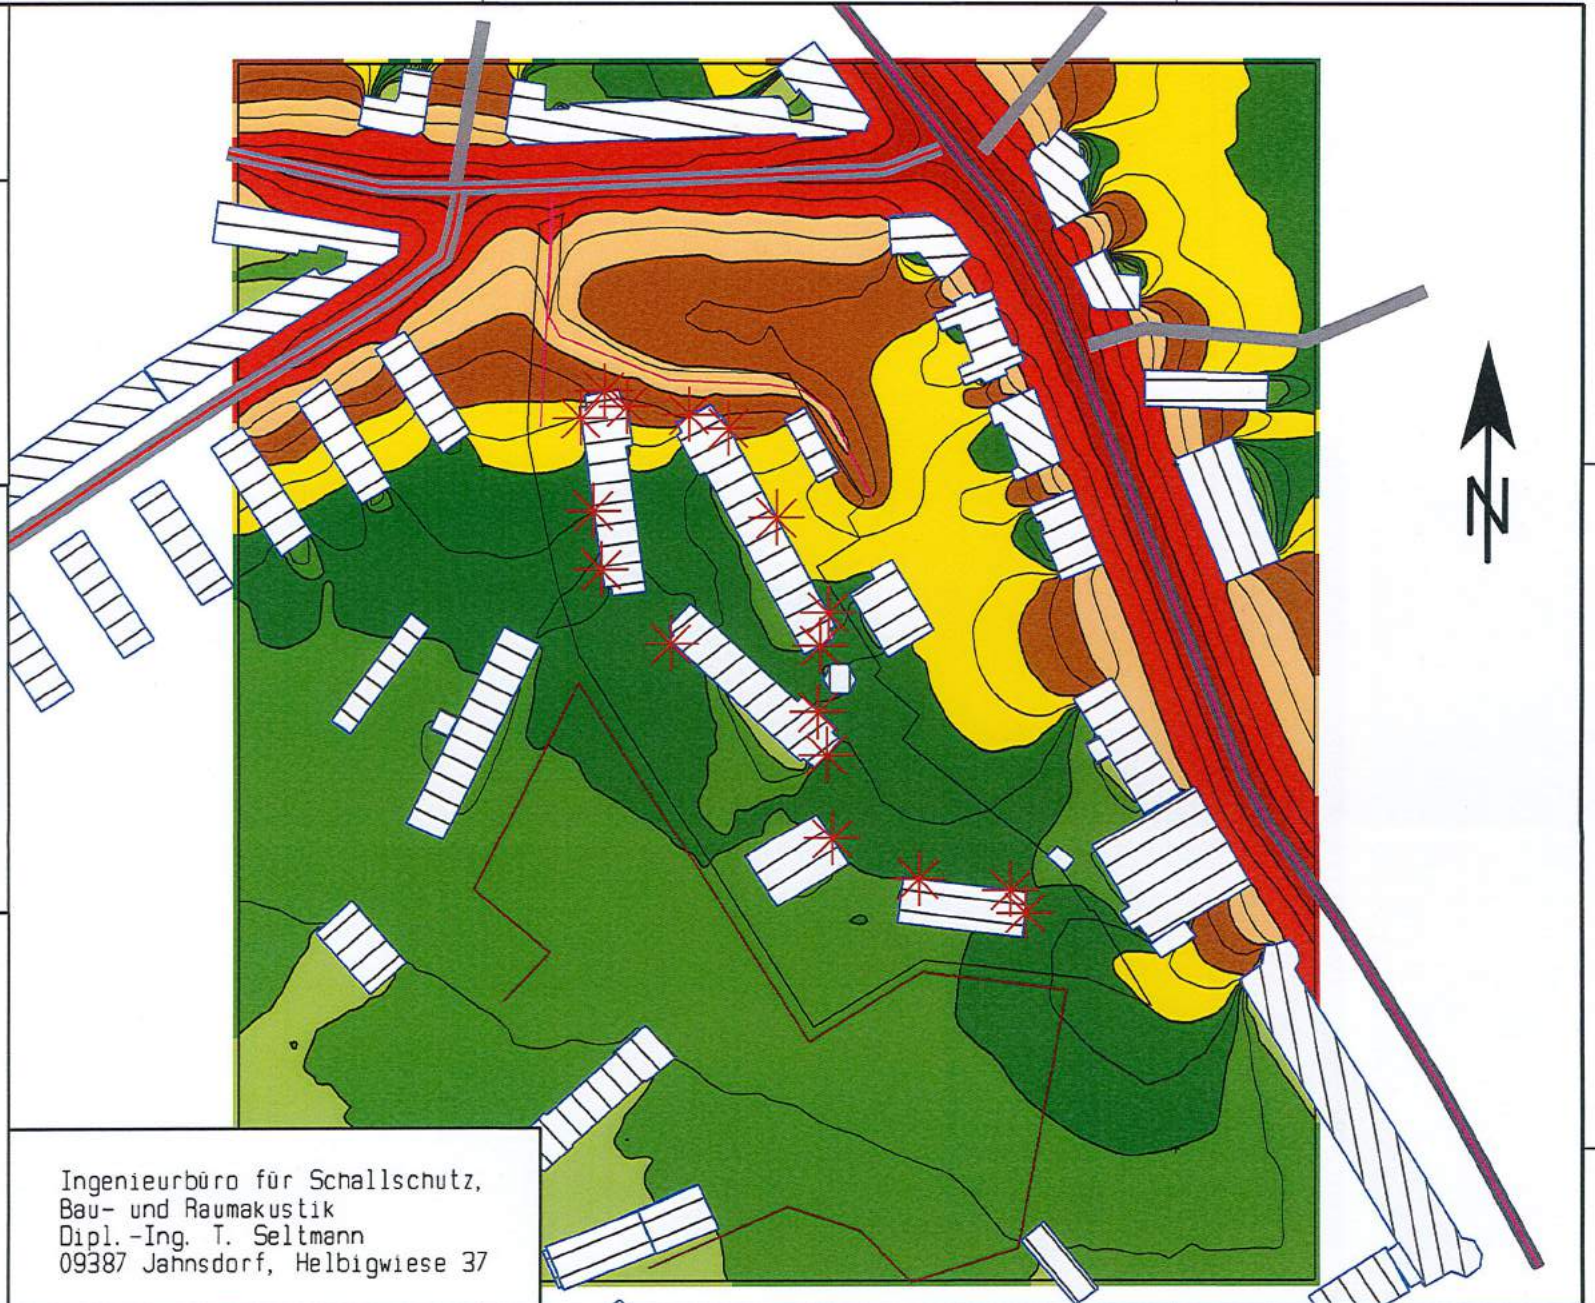 N
Ingenieurbüro für Schallschutz,
Bau- und Raumakustik
Dipl.-Ing. T. Seltmann
09387 Jahnsdorf, Helbigwiese 37